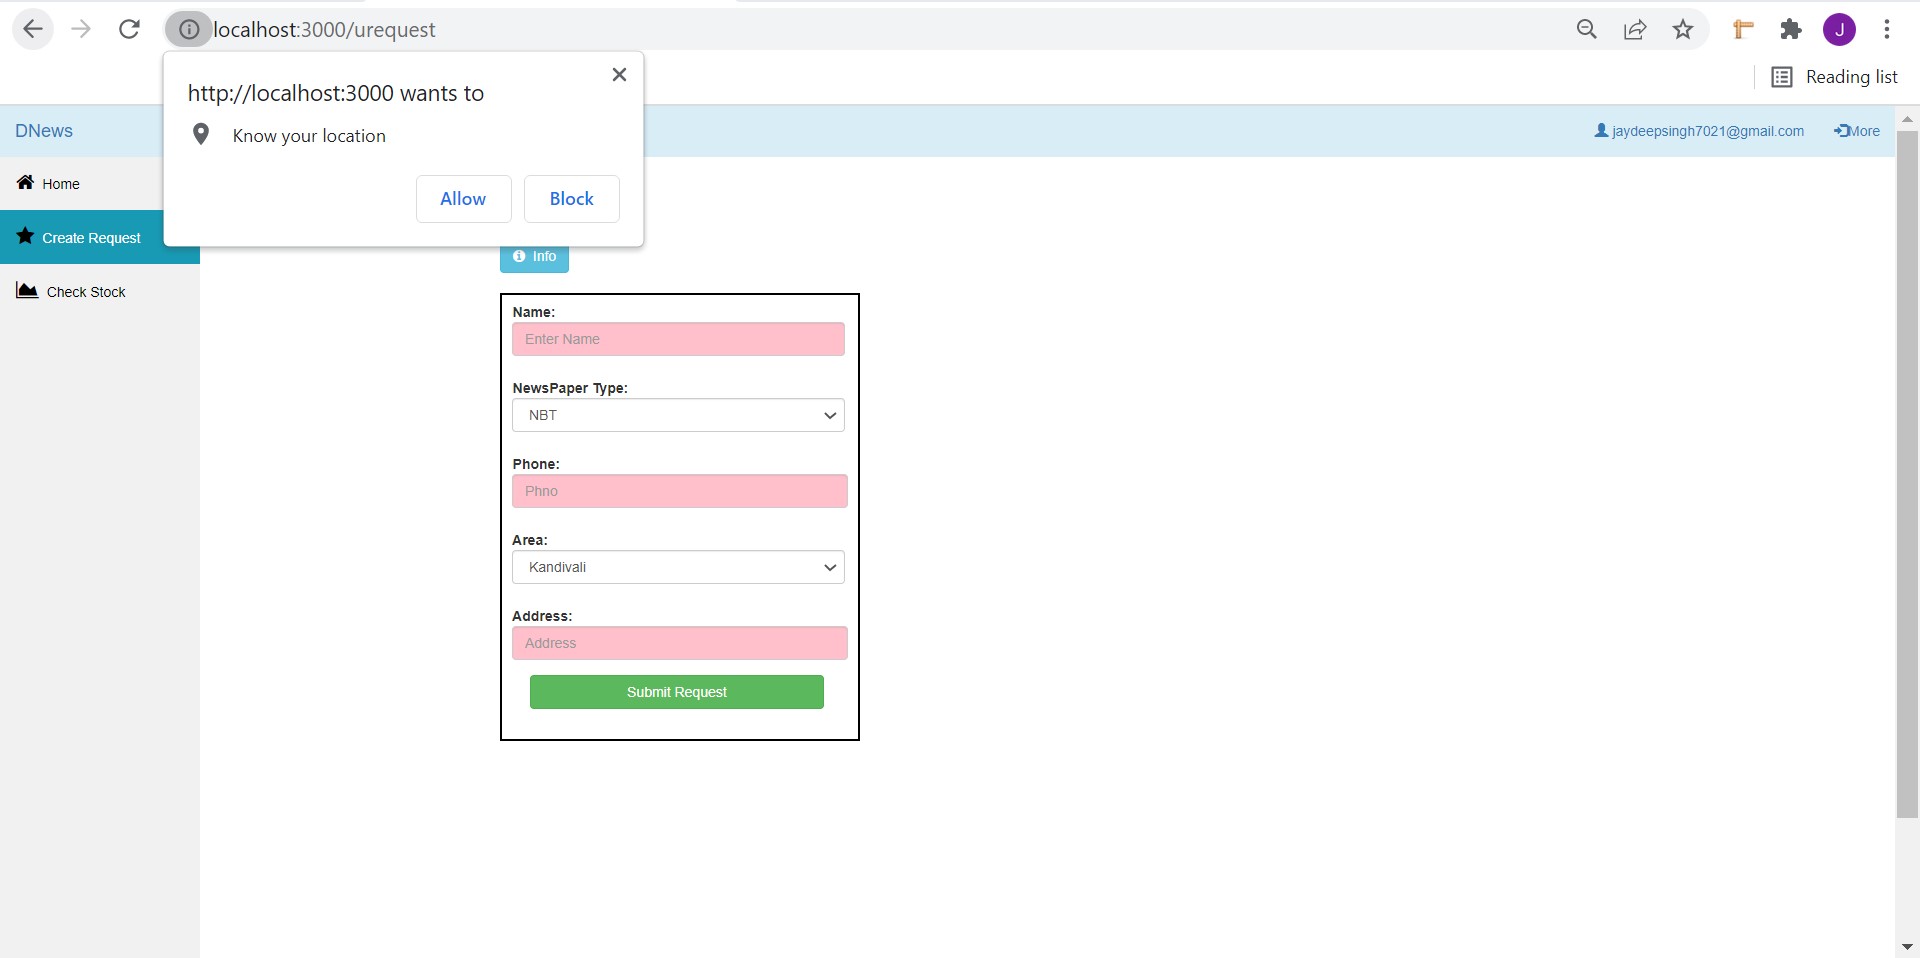 localhost:3000/urequest
J
Reading list
http://localhost:3000 wants to
Know your location
Allow
Block
DNews
jaydeepsingh7021@gmail.com
More
Home
Create Request
Check Stock
Info
Name:
Enter Name
NewsPaper Type:
NBT
Phone:
Phno
Area:
Kandivali
Address:
Address
Submit Request